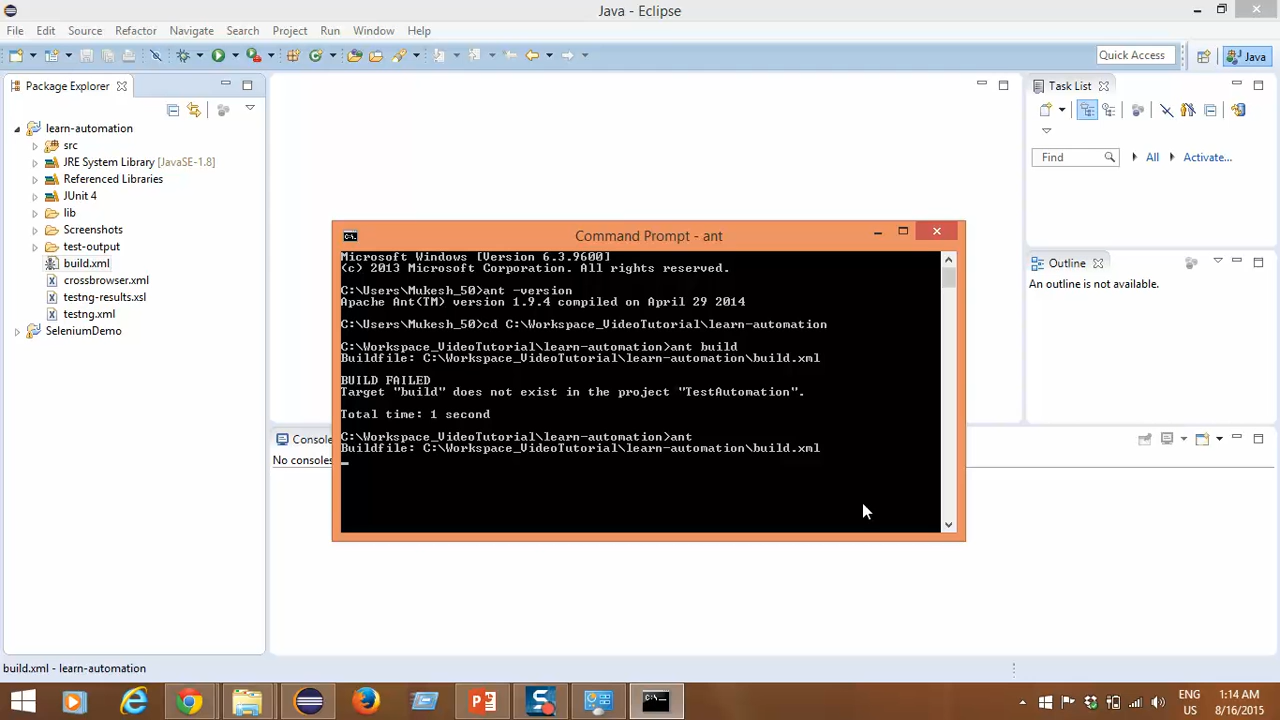 Java - Eclipse
File Edit Source Refactor Navigate Search Project Run Window Help
Quick Access
Java
Package Explorer
learn-automation
src
JRE System Library [JavaSE-1.8]
Referenced Libraries
JUnit 4
lib
Screenshots
test-output
build.xml
crossbrowser.xml
testng-results.xsl
testng.xml
SeleniumDemo
Task List
Find
All
Activate...
Outline
An outline is not available.
Console
No consoles
Command Prompt - ant
Microsoft Windows [Version 6.3.9600]
(c) 2013 Microsoft Corporation. All rights reserved.
C:\Users\Mukesh_50>ant -version
Apache Ant(TM) version 1.9.4 compiled on April 29 2014
C:\Users\Mukesh_50>cd C:\Workspace_VideoTutorial\learn-automation
C:\Workspace_VideoTutorial\learn-automation>ant build
Buildfile: C:\Workspace_VideoTutorial\learn-automation\build.xml
BUILD FAILED
Target "build" does not exist in the project "TestAutomation".
Total time: 1 second
C:\Workspace_VideoTutorial\learn-automation>ant
Buildfile: C:\Workspace_VideoTutorial\learn-automation\build.xml
build.xml - learn-automation
ENG
US
1:14 AM
8/16/2015